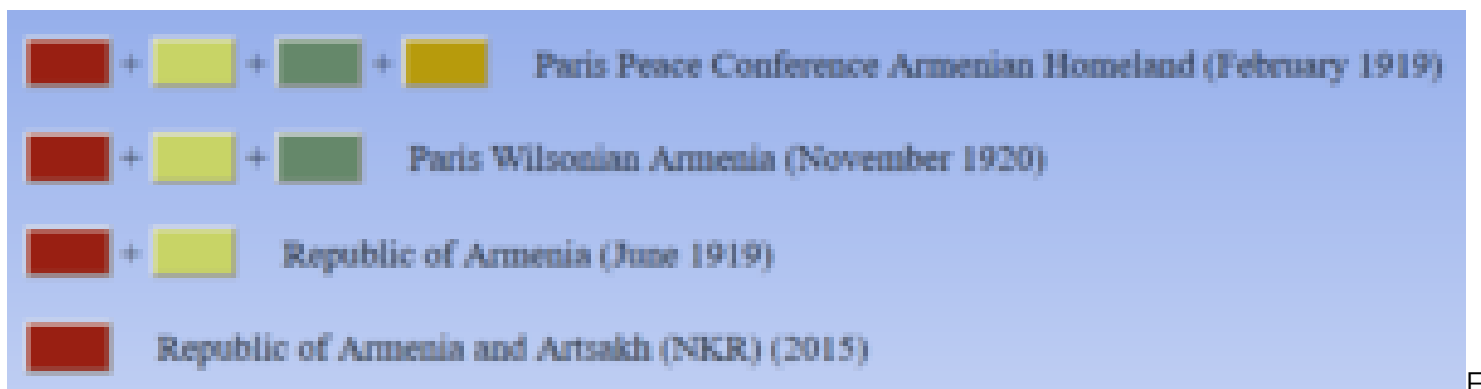 + + + Paris Peace Conference Armenian Homeland (February 1919)
+ + Paris Wilsonian Armenia (November 1920)
+ Republic of Armenia (June 1919)
Republic of Armenia and Artsakh (NKR) (2015)